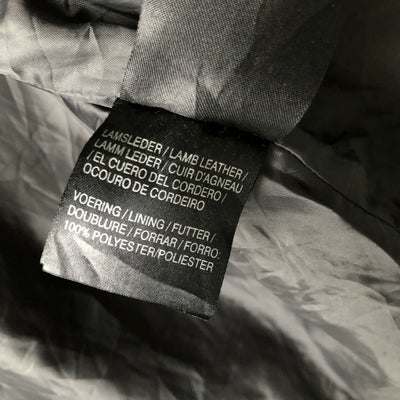 LAMSLEDER / LAMB LEATHER /
LAMM LEDER / CUIR D'AGNEAU
/ EL CUERO DEL CORDERO /
OCOURO DE CORDEIRO
VOERING / LINING / FUTTER /
DOUBLURE / FORRAR / FORRO:
100% POLYESTER/POLIESTER